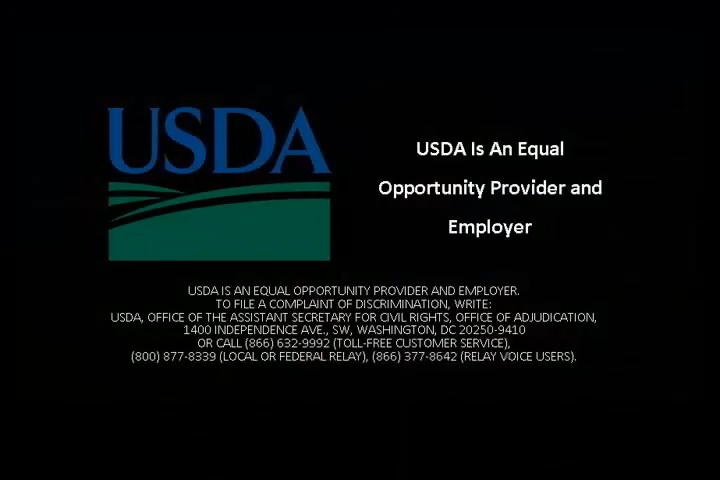 USDA
USDA Is An Equal
Opportunity Provider and
Employer
USDA IS AN EQUAL OPPORTUNITY PROVIDER AND EMPLOYER.
TO FILE A COMPLAINT OF DISCRIMINATION, WRITE:
USDA, OFFICE OF THE ASSISTANT SECRETARY FOR CIVIL RIGHTS, OFFICE OF ADJUDICATION,
1400 INDEPENDENCE AVE., SW, WASHINGTON, DC 20250-9410
OR CALL (866) 632-9992 (TOLL-FREE CUSTOMER SERVICE),
(800) 877-8339 (LOCAL OR FEDERAL RELAY), (866) 377-8642 (RELAY VOICE USERS).